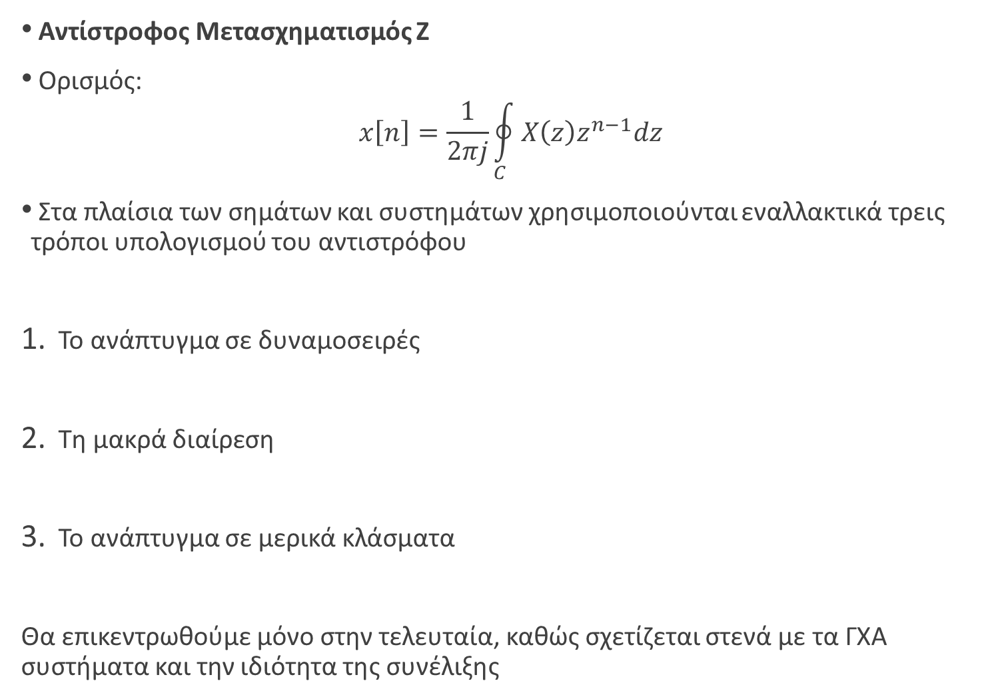 • Αντίστροφος Μετασχηματισμός Z
• Ορισμός:
x[n] = \frac{1}{2πj} \oint_C X(z)z^{n−1}dz
• Στα πλαίσια των σημάτων και συστημάτων χρησιμοποιούνται εναλλακτικά τρεις
τρόποι υπολογισμού του αντιστρόφου
1. Το ανάπτυγμα σε δυναμοσειρές
2. Τη μακρά διαίρεση
3. Το ανάπτυγμα σε μερικά κλάσματα
Θα επικεντρωθούμε μόνο στην τελευταία, καθώς σχετίζεται στενά με τα ΓΧΑ
συστήματα και την ιδιότητα της συνέλιξης